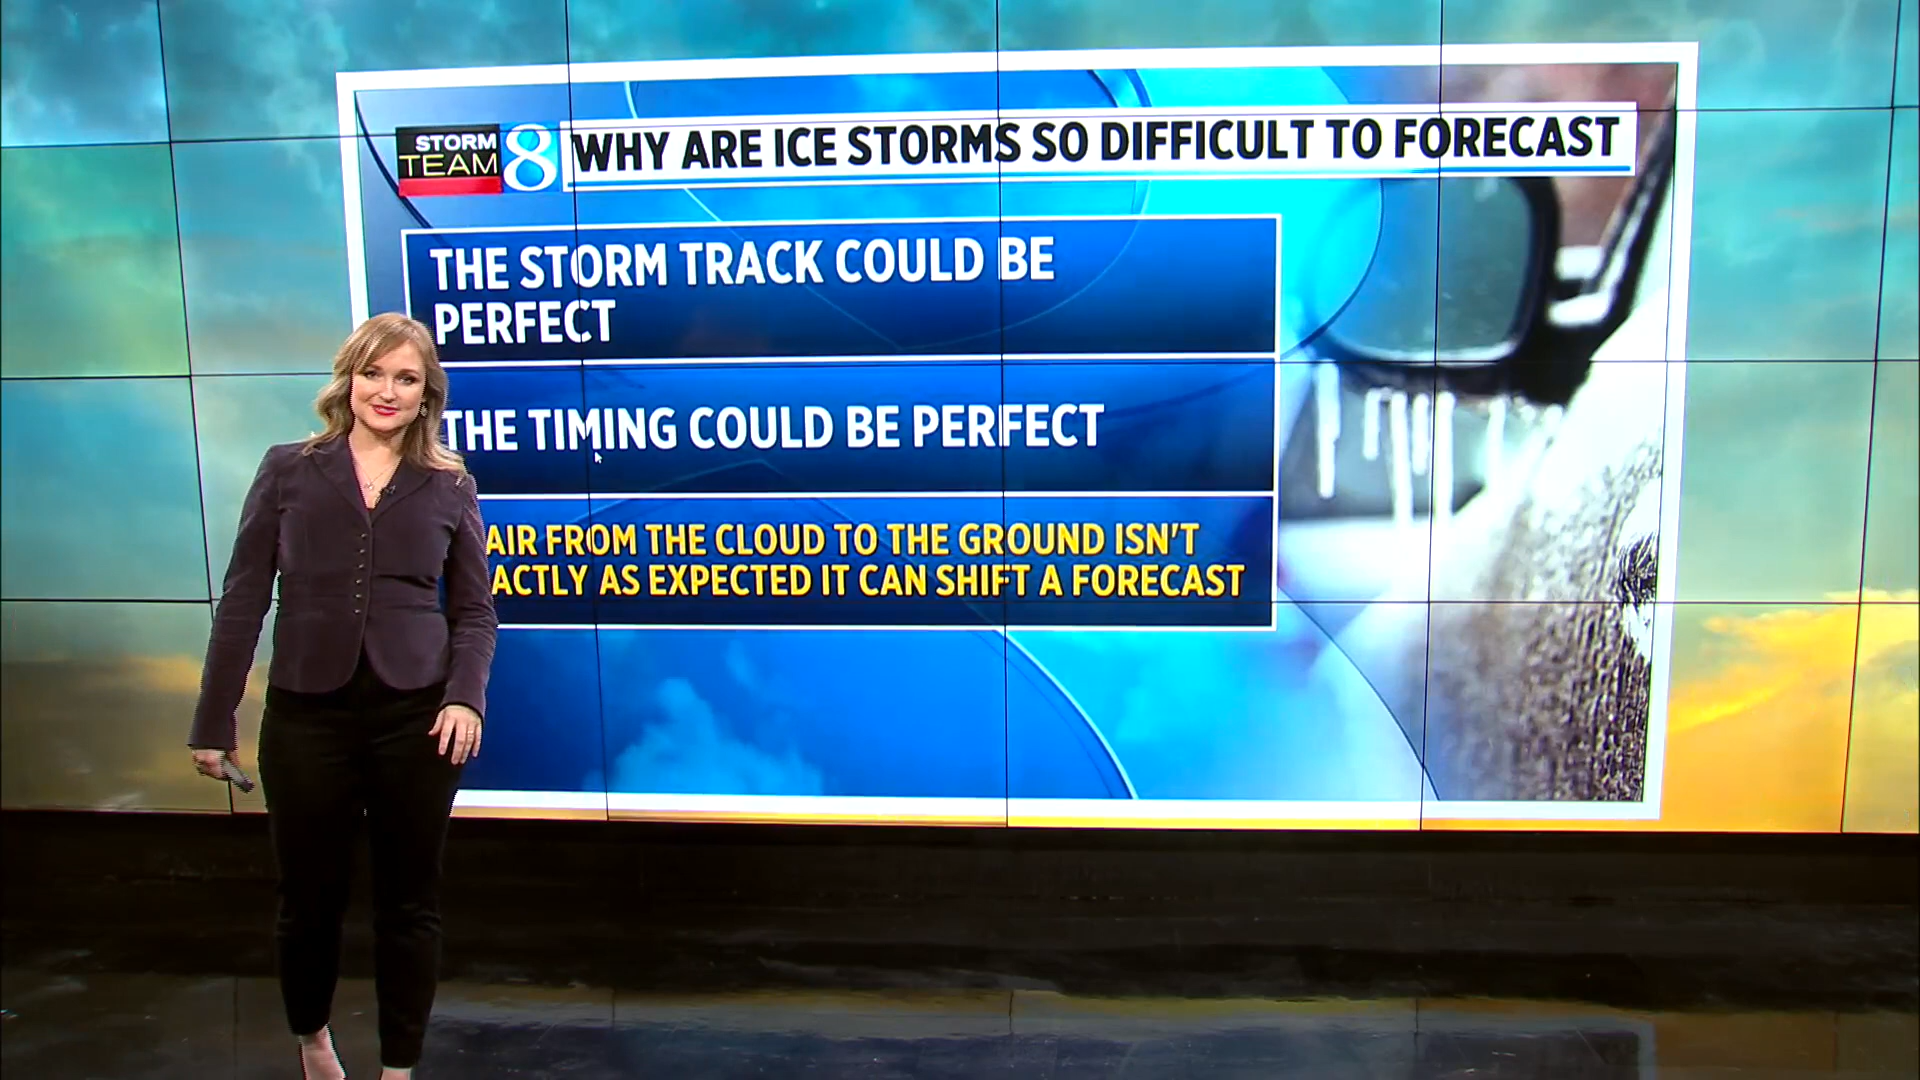 STORM
TEAM
8
WHY ARE ICE STORMS SO DIFFICULT TO FORECAST
THE STORM TRACK COULD BE
PERFECT
THE TIMING COULD BE PERFECT
AIR FROM THE CLOUD TO THE GROUND ISN'T
ACTLY AS EXPECTED IT CAN SHIFT A FORECAST